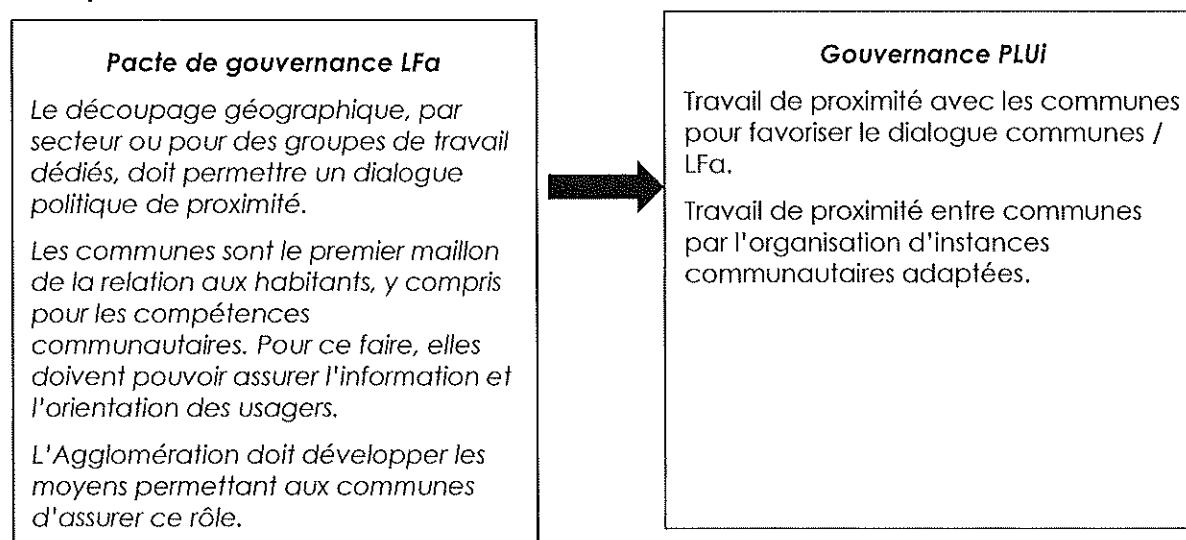 Pacte de gouvernance LFa
Le découpage géographique, par
secteur ou pour des groupes de travail
dédiés, doit permettre un dialogue
politique de proximité.
Les communes sont le premier maillon
de la relation aux habitants, y compris
pour les compétences
communautaires. Pour ce faire, elles
doivent pouvoir assurer l'information et
l'orientation des usagers.
L'Agglomération doit développer les
moyens permettant aux communes
d'assurer ce rôle.
Gouvernance PLUi
Travail de proximité avec les communes
pour favoriser le dialogue communes /
LFa.
Travail de proximité entre communes
par l'organisation d'instances
communautaires adaptées.